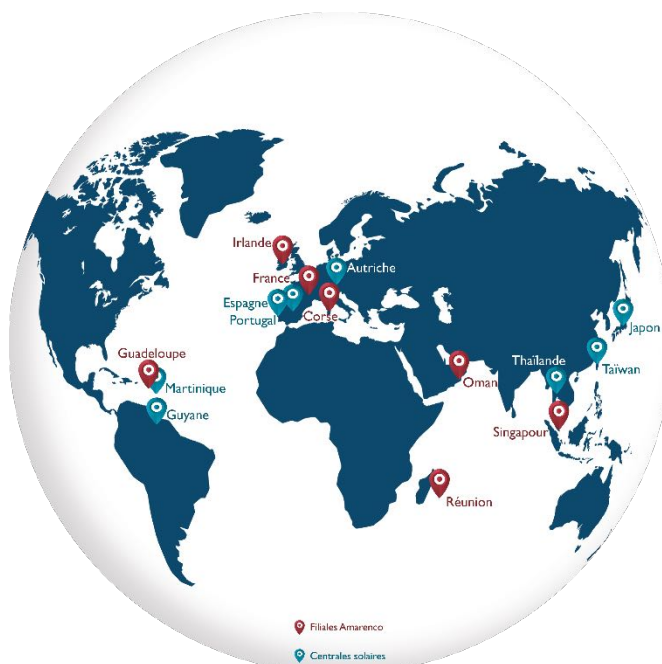 Irlande
Autriche
France
Espagne
Portugal
Corse
Japon
Guadeloupe
Martinique
Thaïlande
Taïwan
Oman
Guyane
Singapour
Réunion
Filiales Amarenco
Centrales solaires